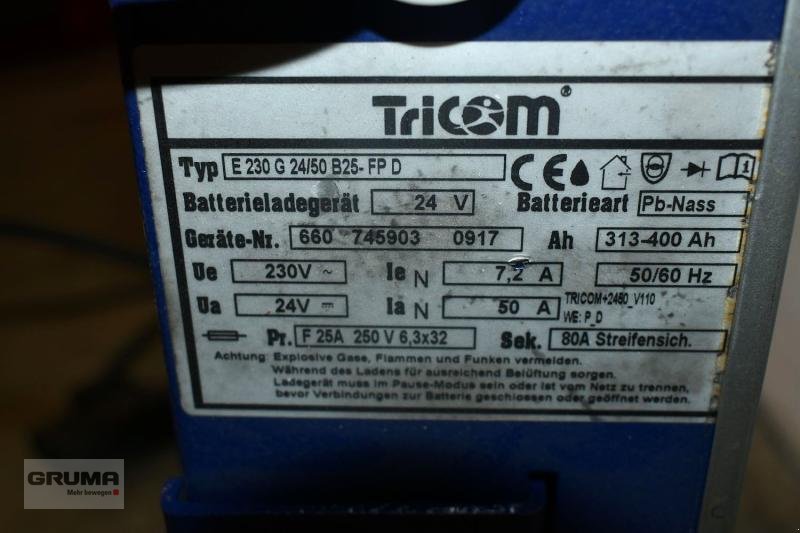 TriCOM®
Typ E 230 G 24/50 B25- FP D
Batterieladegerät 24 V Batterieart Pb-Nass
Geräte-Nr. 660 745903 0917 Ah 313-400 Ah
Ue 230V ~ Ie N 7,2 A 50/60 Hz
Ua 24V Ia N 50 A TRICOM+2450_V110
WE: P_D
Pr. F 25A 250 V 6,3x32 Sek. 80A Streifensich.
Achtung: Explosive Gase, Flammen und Funken vermeiden.
Während des Ladens für ausreichend Belüftung sorgen.
Ladegerät muss im Pause-Modus sein oder ist vom Netz zu trennen,
bevor Verbindungen zur Batterie geschlossen oder geöffnet werden.
GRUMA
Mehr bewegen